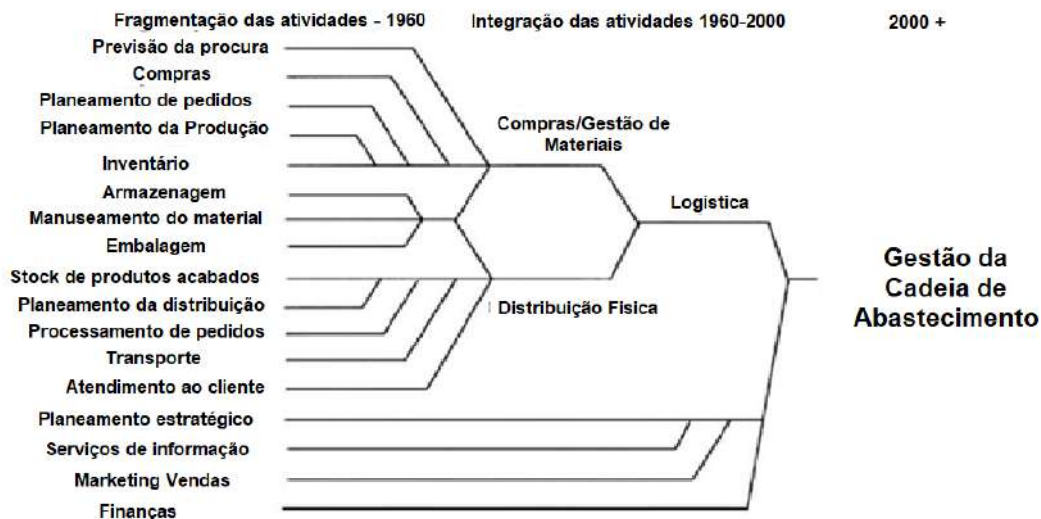 Fragmentação das atividades - 1960 Integração das atividades 1960-2000 2000 +
Previsão da procura
Compras
Planeamento de pedidos
Planeamento da Produção
Inventário
Armazenagem
Manuseamento do material
Embalagem
Stock de produtos acabados
Planeamento da distribuição
Processamento de pedidos
Transporte
Atendimento ao cliente
Planeamento estratégico
Serviços de informação
Marketing Vendas
Finanças
Compras/Gestão de
Materiais
Distribuição Fisica
Logística
Gestão da
Cadeia de
Abastecimento